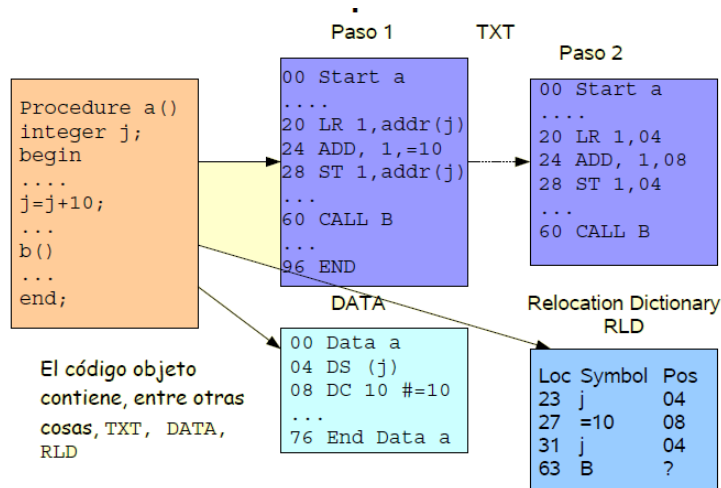 Paso 1
TXT
Paso 2
Procedure a()
integer j;
begin
....
j=j+10;
...
b()
...
end;
00 Start a
....
20 LR 1,addr(j)
24 ADD, 1,=10
28 ST 1,addr(j)
...
60 CALL B
...
96 END
00 Start a
....
20 LR 1,04
24 ADD, 1,08
28 ST 1,04
...
60 CALL B
DATA
00 Data a
04 DS (j)
08 DC 10 #=10
...
76 End Data a
Relocation Dictionary
RLD
Loc Symbol Pos
23 j 04
27 =10 08
31 j 04
63 B ?
El código objeto
contiene, entre otras
cosas, TXT, DATA,
RLD